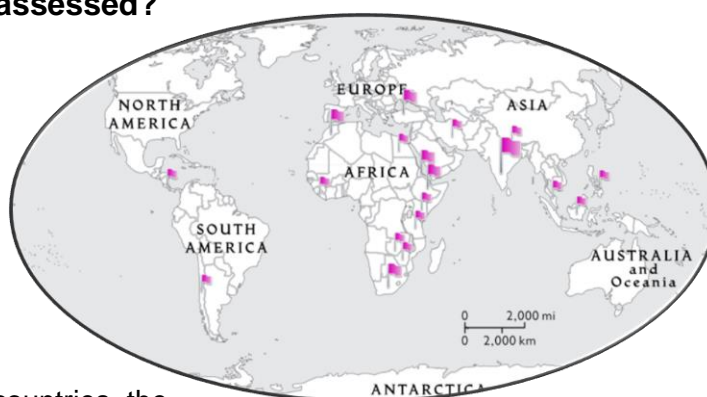 assessed?
NORTH
AMERICA
EUROPE
ASIA
AFRICA
SOUTH
AMERICA
AUSTRALIA
and
Oceania
0 2,000 mi
0 2,000 km
ANTARCTICA
countries, the